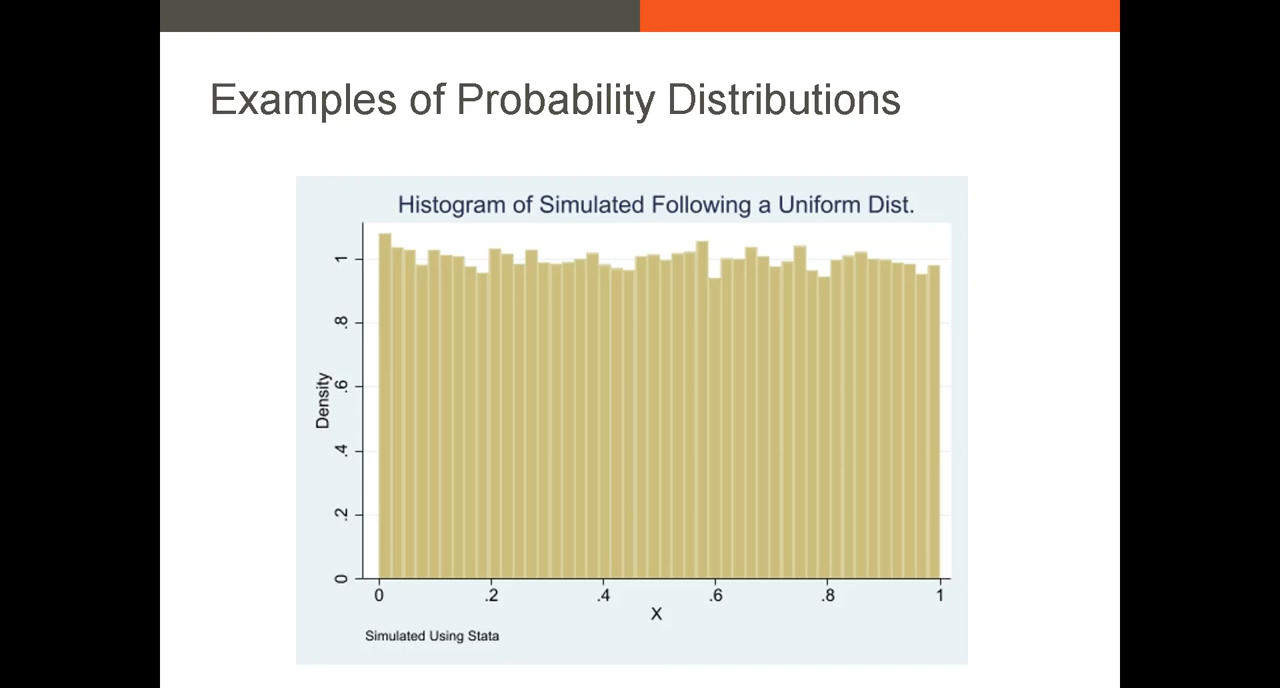 Examples of Probability Distributions
Histogram of Simulated Following a Uniform Dist.
Density
1
.8
.6
.4
.2
0
0 .2 .4 .6 .8 1
X
Simulated Using Stata